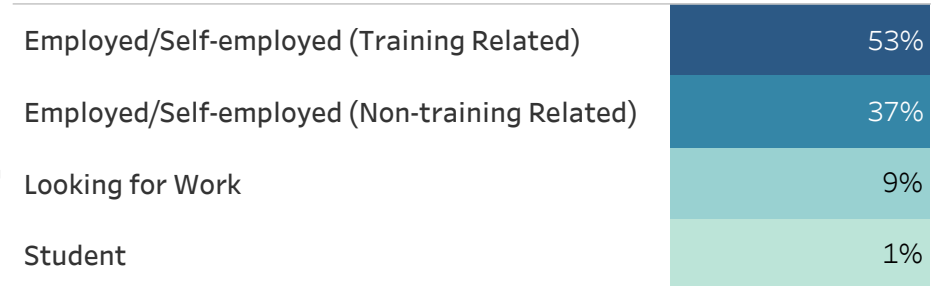 Employed/Self-employed (Training Related) 53%
Employed/Self-employed (Non-training Related) 37%
Looking for Work 9%
Student 1%